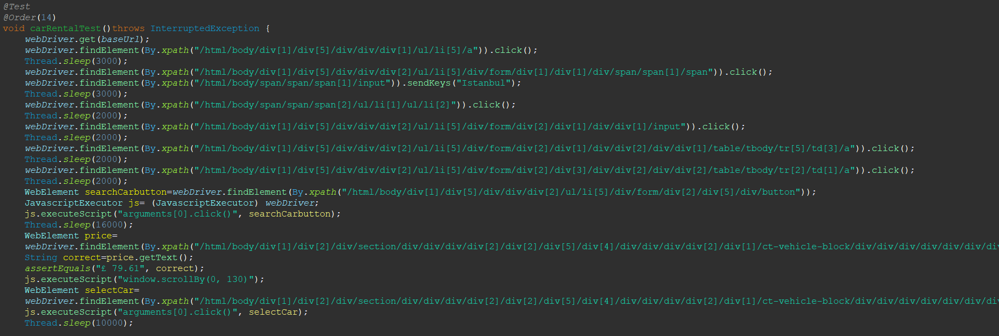 @Test
@Order(14)
void carRentalTest()throws InterruptedException {
webDriver.get(baseUrl);
webDriver.findElement(By.xpath("/html/body/div[1]/div[5]/div/div/div[1]/ul/li[5]/a")).click();
Thread.sleep(3000);
webDriver.findElement(By.xpath("/html/body/div[1]/div[5]/div/div/div[2]/ul/li[5]/div/form/div[1]/div[1]/div/span/span[1]/span")).click();
webDriver.findElement(By.xpath("/html/body/span/span/span[1]/input")).sendKeys("Istanbul");
Thread.sleep(3000);
webDriver.findElement(By.xpath("/html/body/span/span/span[2]/ul/li[1]/ul/li[2]")).click();
Thread.sleep(2000);
webDriver.findElement(By.xpath("/html/body/div[1]/div[5]/div/div/div[2]/ul/li[5]/div/form/div[2]/div[1]/div/div[1]/input")).click();
Thread.sleep(2000);
webDriver.findElement(By.xpath("/html/body/div[1]/div[5]/div/div/div[2]/ul/li[5]/div/form/div[2]/div[1]/div/div[2]/div/div[1]/table/tbody/tr[5]/td[3]/a")).click();
Thread.sleep(2000);
webDriver.findElement(By.xpath("/html/body/div[1]/div[5]/div/div/div[2]/ul/li[5]/div/form/div[2]/div[3]/div/div[2]/div/div[2]/table/tbody/tr[2]/td[1]/a")).click();
Thread.sleep(2000);
WebElement searchCarbutton=webDriver.findElement(By.xpath("/html/body/div[1]/div[5]/div/div/div[2]/ul/li[5]/div/form/div[2]/div[5]/div/button"));
JavascriptExecutor js= (JavascriptExecutor) webDriver;
js.executeScript("arguments[0].click()", searchCarbutton);
Thread.sleep(16000);
WebElement price=
webDriver.findElement(By.xpath("/html/body/div[1]/div[2]/div/section/div/div/div/div[2]/div[2]/div[5]/div[4]/div/div/div/div[2]/div[1]/ct-vehicle-block/div/div/div/div/div/div/div
String correct=price.getText();
assertEquals("£ 79.61", correct);
js.executeScript("window.scrollBy(0, 130)");
WebElement selectCar=
webDriver.findElement(By.xpath("/html/body/div[1]/div[2]/div/section/div/div/div/div[2]/div[2]/div[5]/div[4]/div/div/div/div[2]/div[1]/ct-vehicle-block/div/div/div/div/div/div/div
js.executeScript("arguments[0].click()", selectCar);
Thread.sleep(10000);